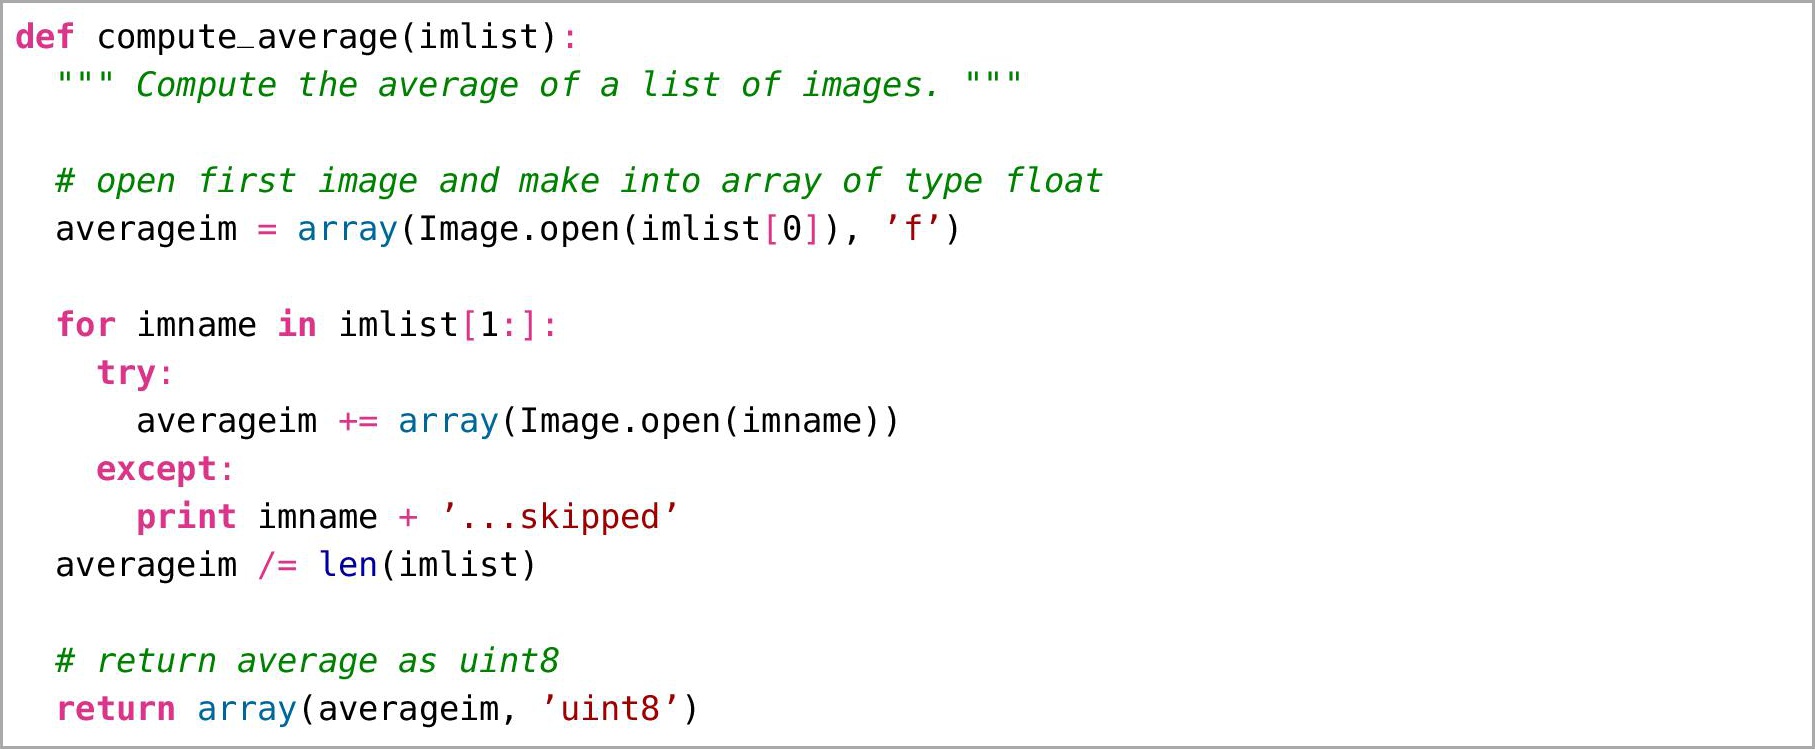 def compute_average(imlist):
  """ Compute the average of a list of images. """
  # open first image and make into array of type float
  averageim = array(Image.open(imlist[0]), ’f’)
  for imname in imlist[1:]:
    try:
      averageim += array(Image.open(imname))
    except:
      print imname + ’...skipped’
  averageim /= len(imlist)
  # return average as uint8
  return array(averageim, ’uint8’)